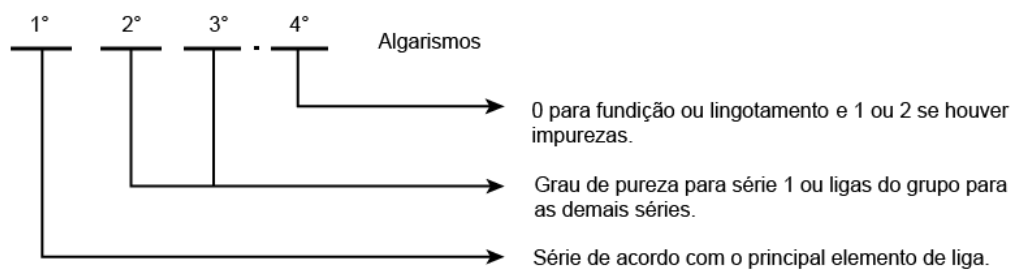 1° 2° 3° . 4° Algarismos
0 para fundição ou lingotamento e 1 ou 2 se houver
impurezas.
Grau de pureza para série 1 ou ligas do grupo para
as demais séries.
Série de acordo com o principal elemento de liga.